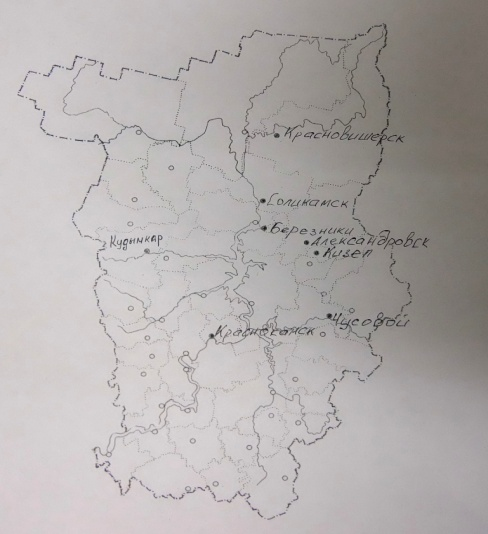 Красновишерск
Соликамск
Березники
Александровск
Кизел
Кудымкар
Чусовой
Краснокамск